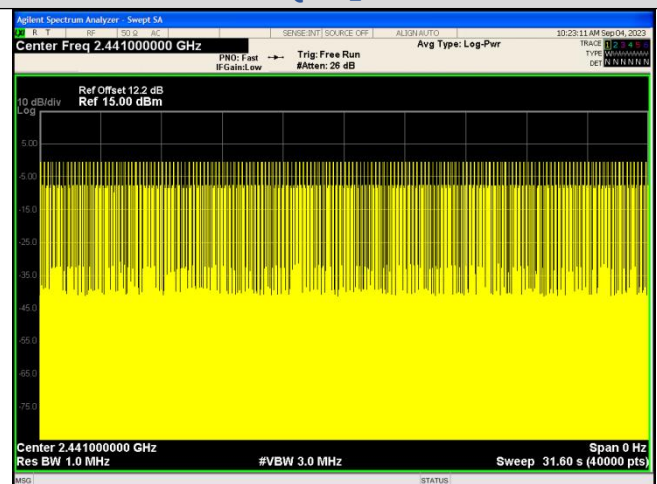 Agilent Spectrum Analyzer - Swept SA
R T RF 50 Ω AC SENSE:INT SOURCE OFF ALIGN AUTO 10:23:11 AM Sep 04, 2023
Center Freq 2.441000000 GHz
Avg Type: Log-Pwr
TRACE 1 2 3 4 5 6
PNO: Fast Trig: Free Run
TYPE W
IFGain:Low #Atten: 26 dB
DET N N N N N N
Ref Offset 12.2 dB
10 dB/div Ref 15.00 dBm
Log
5.00
-5.00
-15.0
-25.0
-35.0
-45.0
-55.0
-65.0
-75.0
Center 2.441000000 GHz Span 0 Hz
Res BW 1.0 MHz #VBW 3.0 MHz Sweep 31.60 s (40000 pts)
MSG STATUS